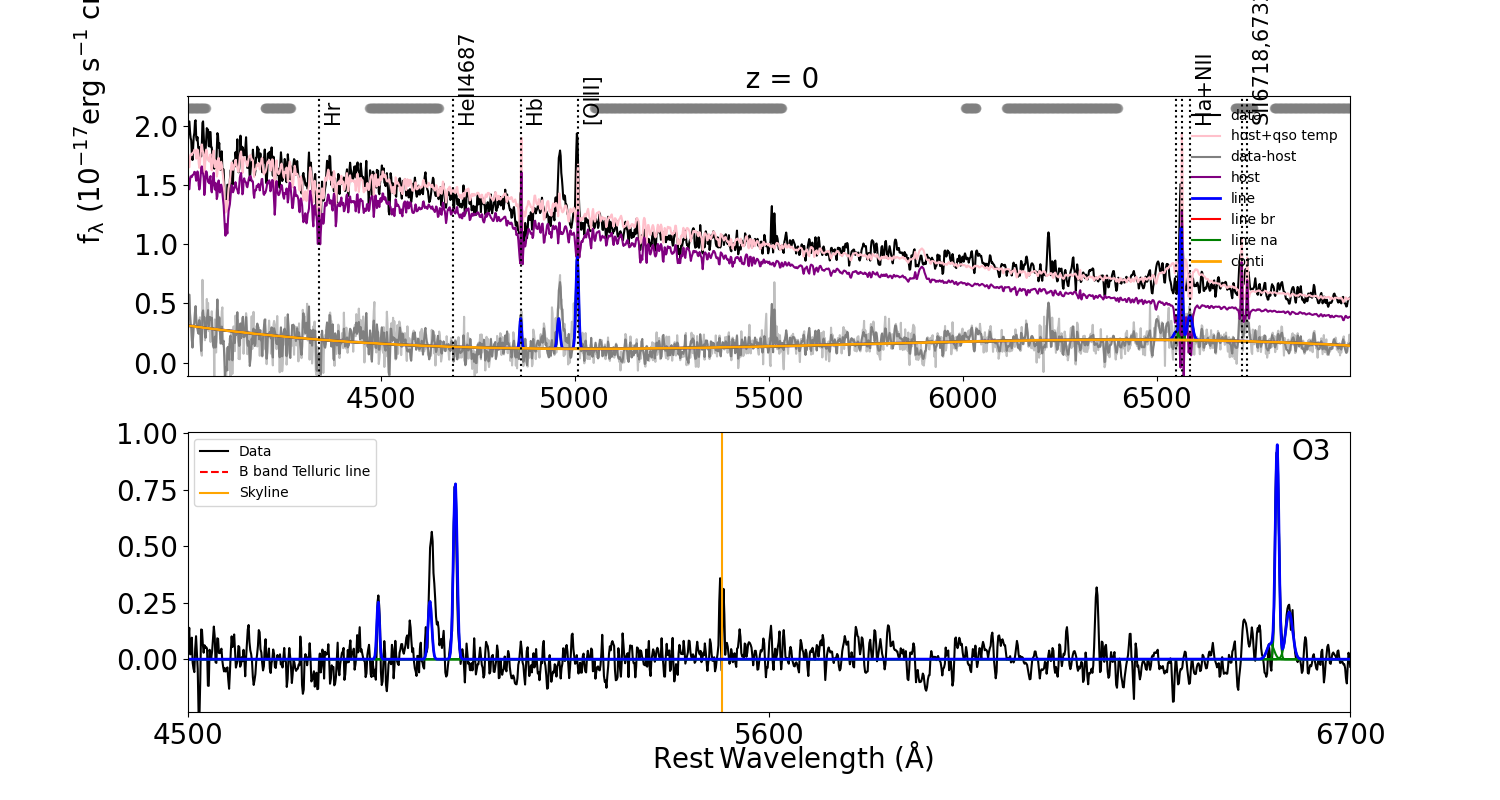 z = 0
fλ (10−17erg s−1 c
Hr
HeII4687
Hb
[OIII]
Ha+NII
SII6718,673
data
host+qso temp
data-host
host
line
line br
line na
conti
2.0
1.5
1.0
0.5
0.0
4500 5000 5500 6000 6500
O3
Data
B band Telluric line
Skyline
1.00
0.75
0.50
0.25
0.00
4500 5600 6700
Rest Wavelength (Å)